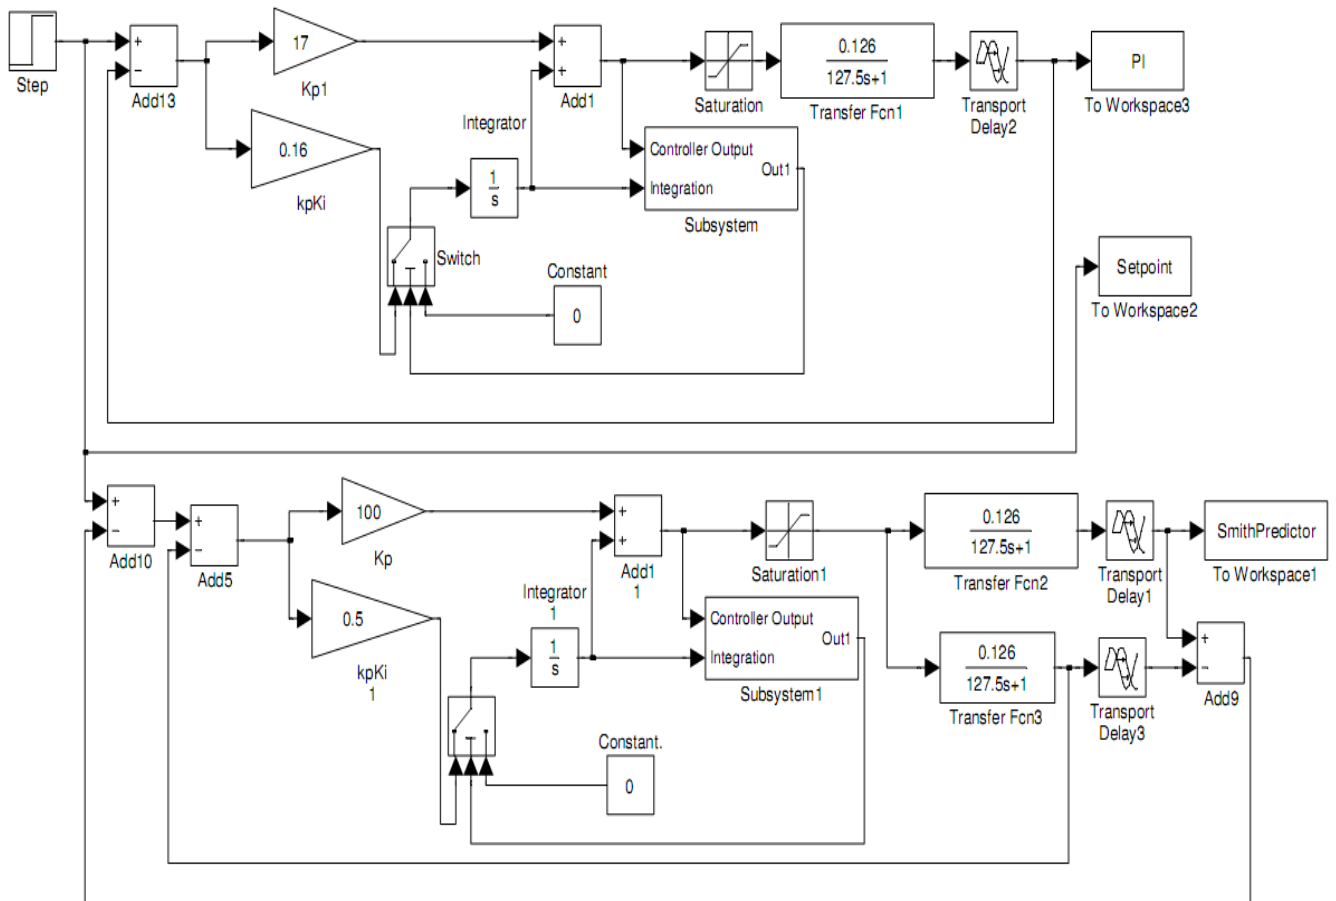 Step
+
−
Add13
17
Kp1
0.16
kpKi
Integrator
1
s
Switch
Constant
0
+
+
Add1
Saturation
Controller Output
Integration
Out1
Subsystem
0.126
127.5s+1
Transfer Fcn1
Transport
Delay2
PI
To Workspace3
Setpoint
To Workspace2
+
−
Add10
+
−
Add5
100
Kp
0.5
kpKi
1
Integrator
1
1
s
Constant.
0
+
+
Add1
1
Saturation1
Controller Output
Integration
Out1
Subsystem1
0.126
127.5s+1
Transfer Fcn2
Transport
Delay1
SmithPredictor
To Workspace1
0.126
127.5s+1
Transfer Fcn3
Transport
Delay3
+
−
Add9